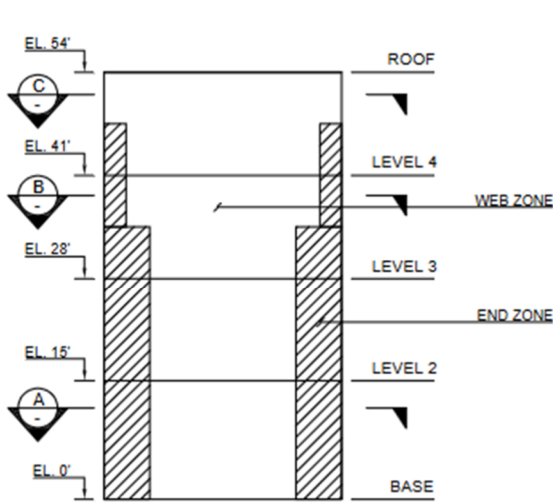 EL. 54'
ROOF
C
-
EL. 41'
LEVEL 4
B
-
WEB ZONE
EL. 28'
LEVEL 3
END ZONE
EL. 15'
LEVEL 2
A
-
EL. 0'
BASE